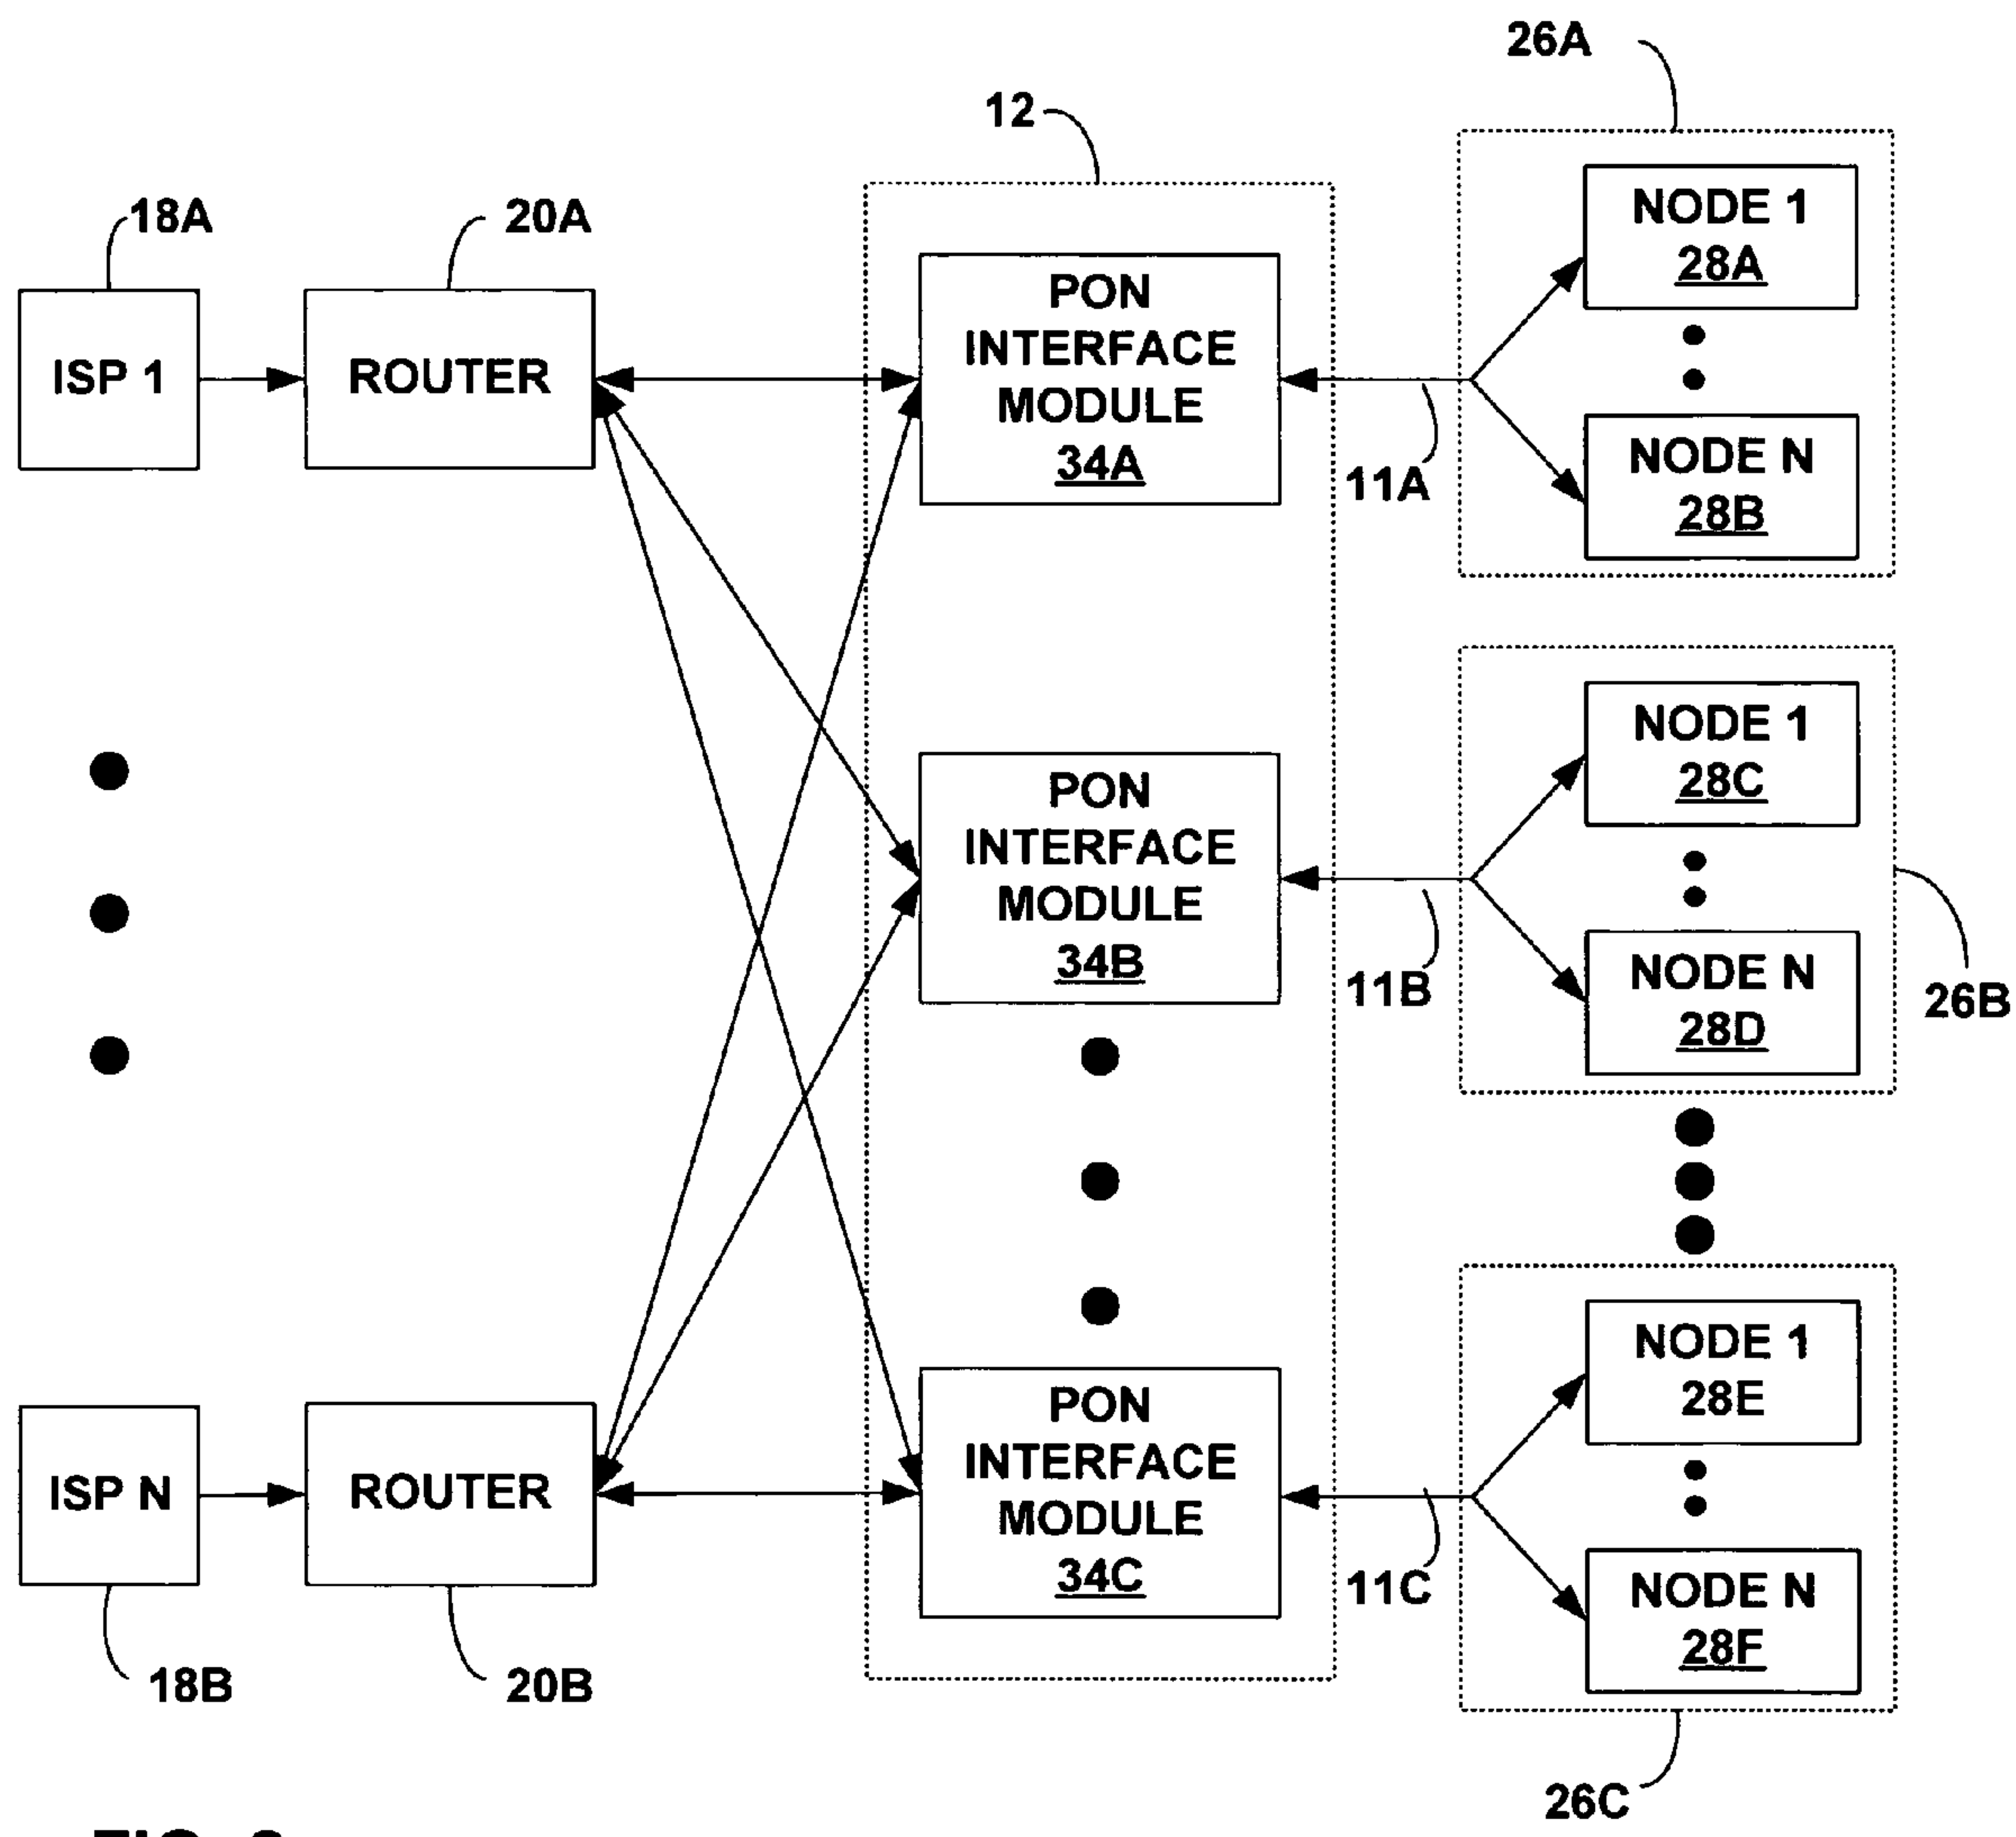 26A
12
18A
20A
NODE 1
28A
PON
INTERFACE
MODULE
34A
ISP 1
ROUTER
11A
NODE N
28B
NODE 1
28C
PON
INTERFACE
MODULE
34B
11B
NODE N
28D
26B
NODE 1
28E
PON
INTERFACE
MODULE
34C
ISP N
ROUTER
11C
NODE N
28F
18B
20B
26C